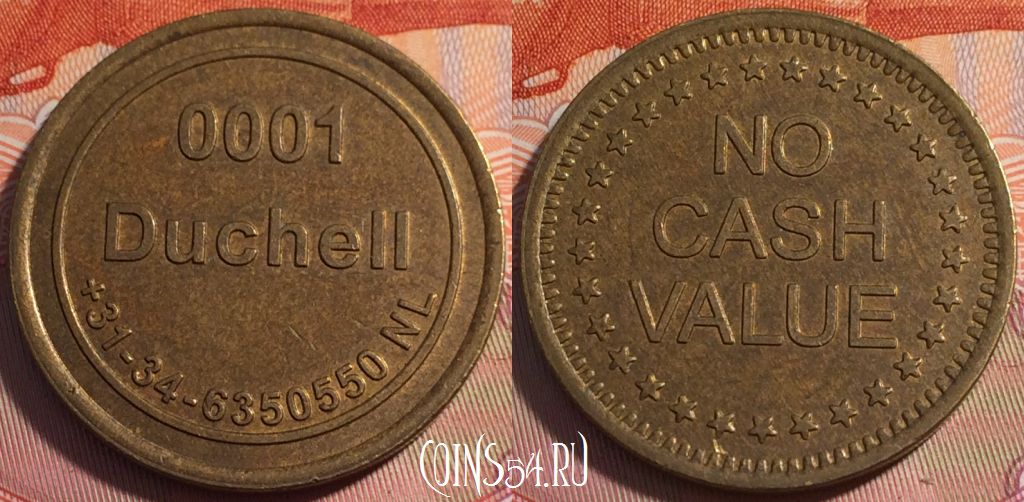 0001
Duchell
+31-34-6350550 NL
NO
CASH
VALUE
COINS54.RU